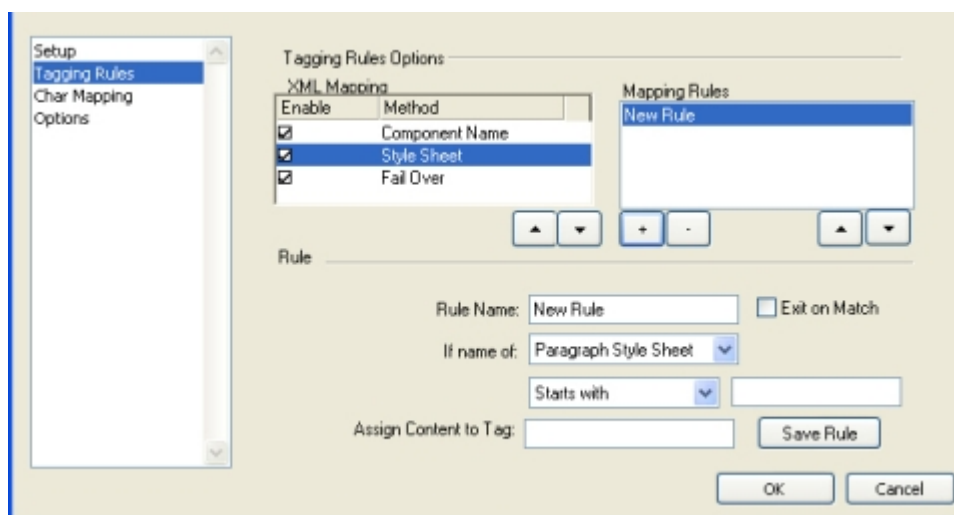 Setup
Tagging Rules
Char Mapping
Options
Tagging Rules Options
XML Mapping
Enable Method
Component Name
Style Sheet
Fail Over
Mapping Rules
New Rule
+ -
Rule
Rule Name: New Rule Exit on Match
If name of: Paragraph Style Sheet
Starts with
Assign Content to Tag: Save Rule
OK Cancel